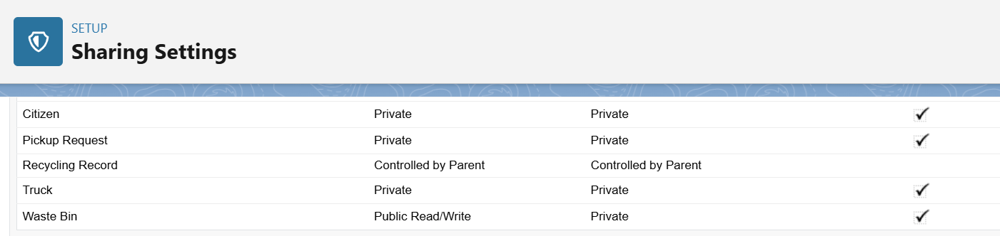 SETUP
Sharing Settings
Citizen Private Private
Pickup Request Private Private
Recycling Record Controlled by Parent Controlled by Parent
Truck Private Private
Waste Bin Public Read/Write Private